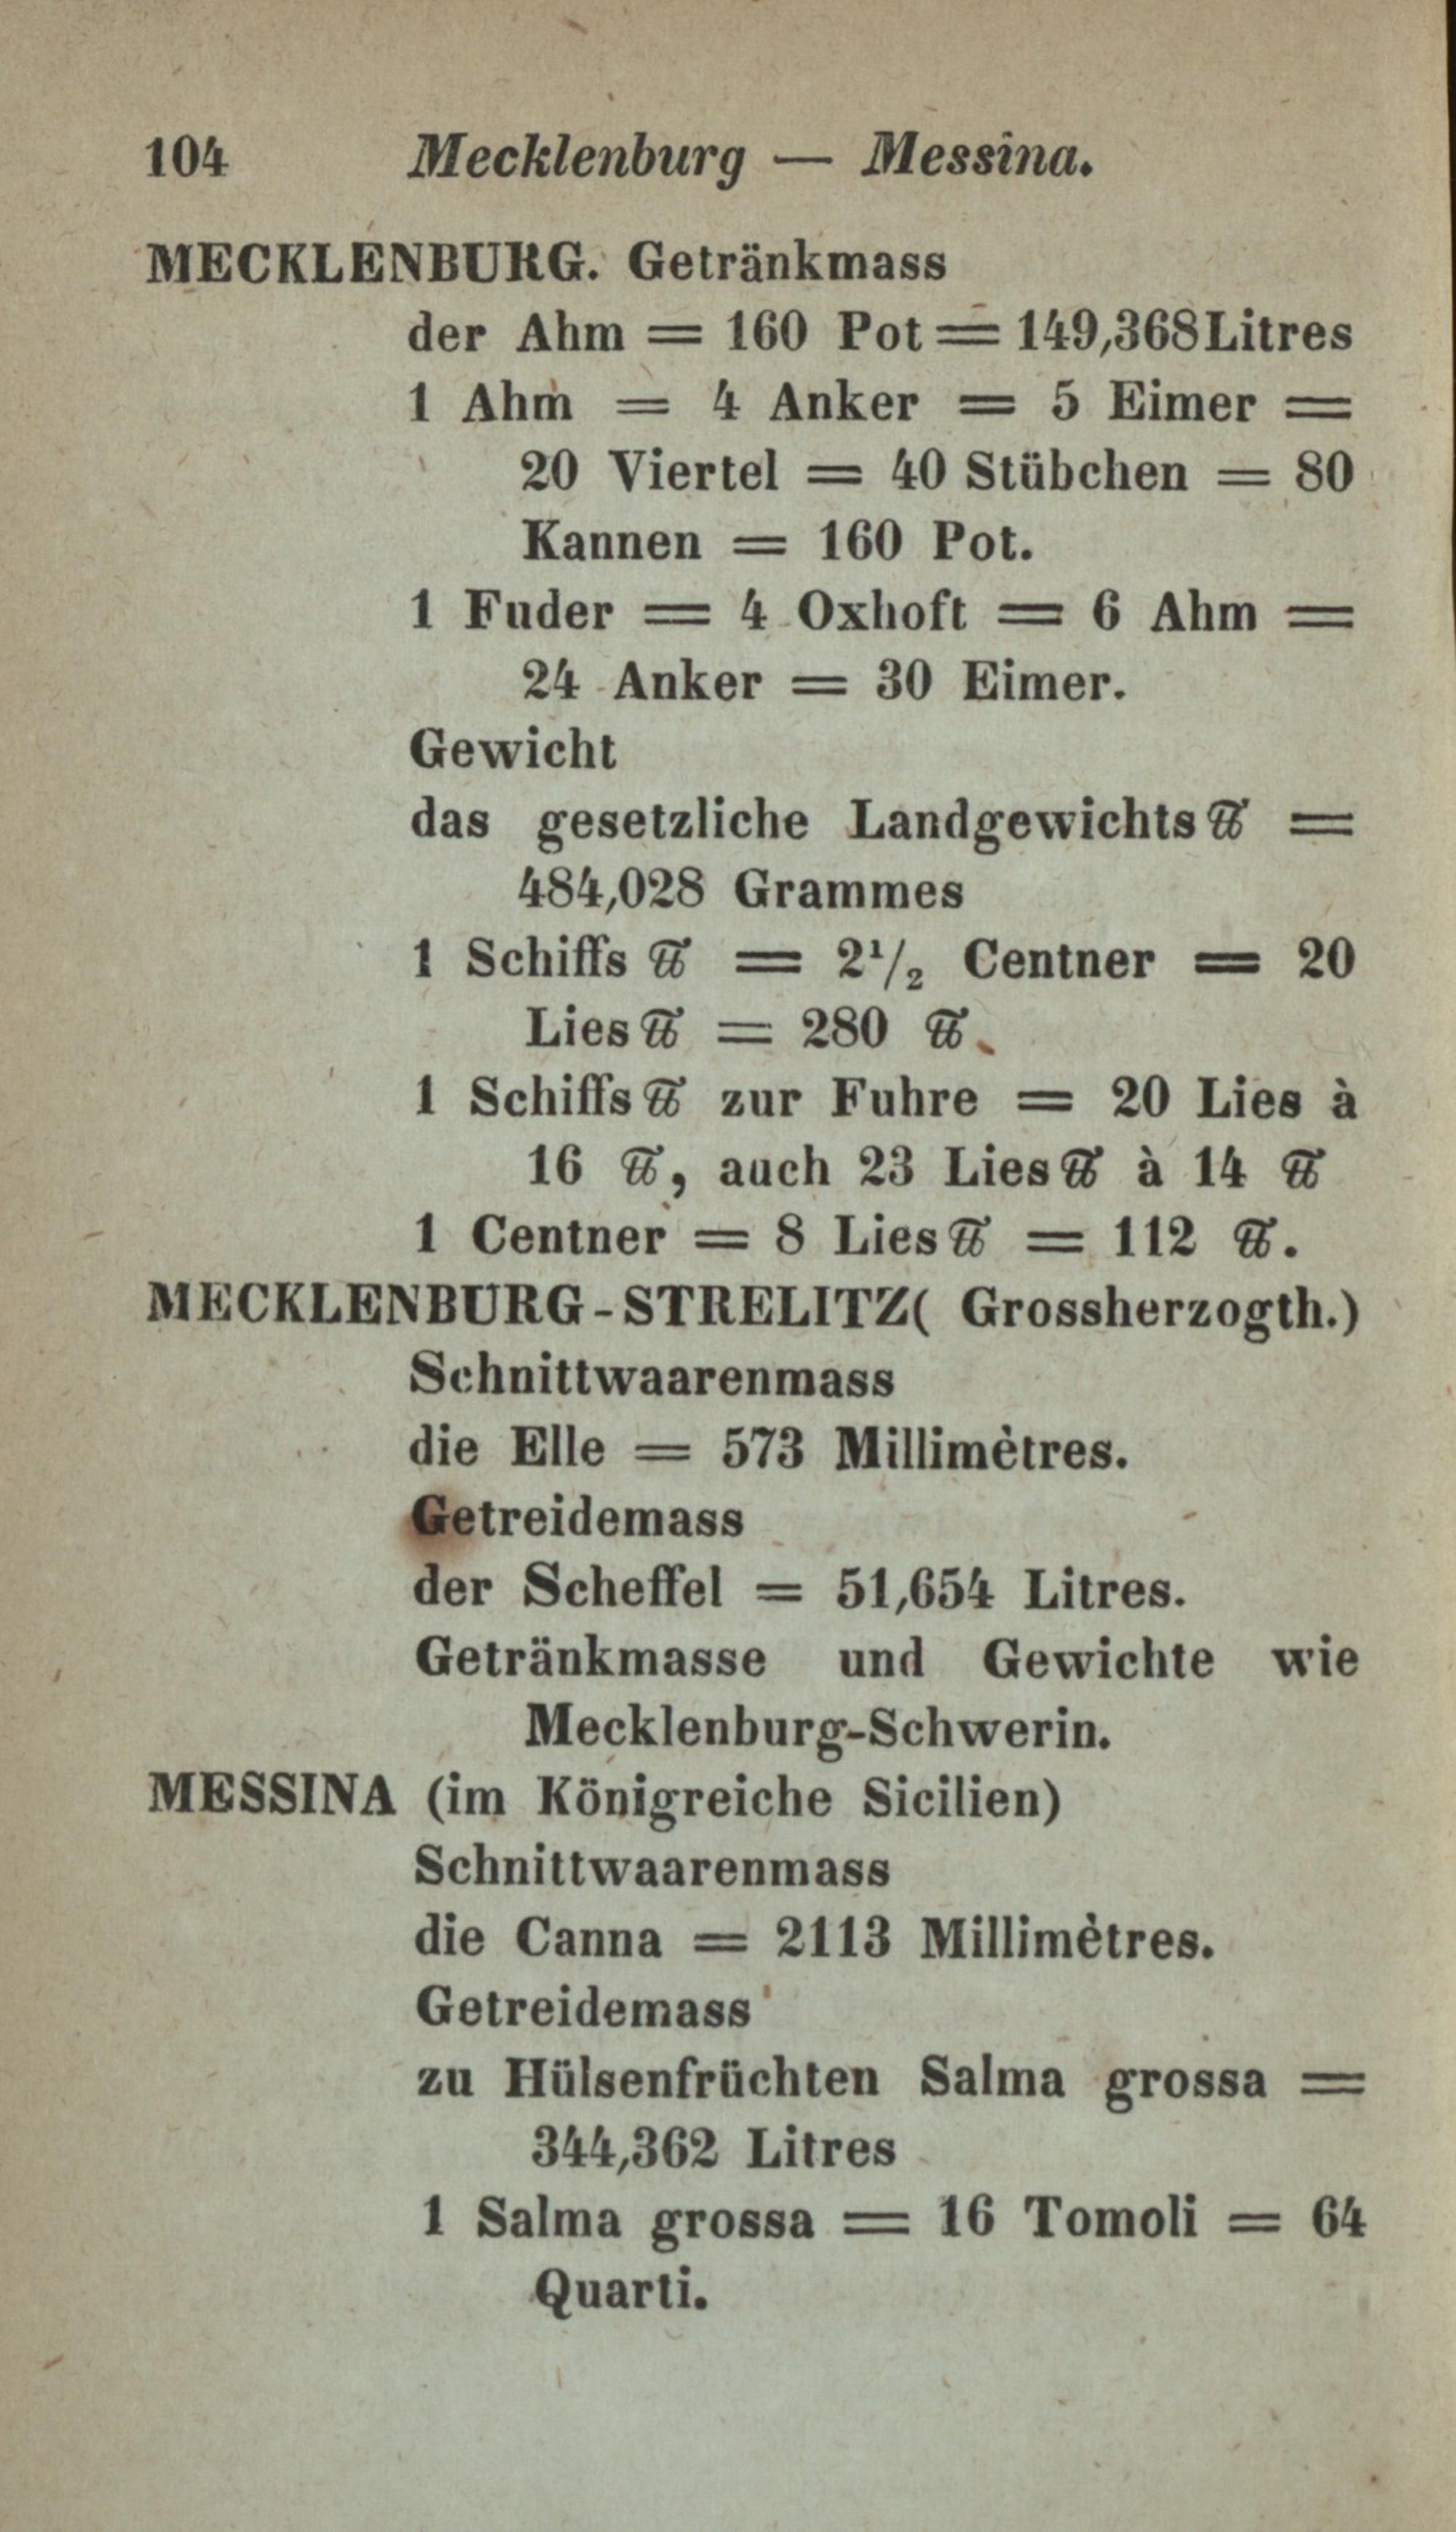 104 Mecklenburg — Messina.
MECKLENBURG. Getränkmass
der Ahm = 160 Pot = 149,368 Litres
1 Ahm = 4 Anker = 5 Eimer =
20 Viertel = 40 Stübchen = 80
Kannen = 160 Pot.
1 Fuder = 4 Oxhoft = 6 Ahm =
24 Anker = 30 Eimer.
Gewicht
das gesetzliche Landgewichts ℔ =
484,028 Grammes
1 Schiffs ℔ = 2¹/₂ Centner = 20
Lies ℔ = 280 ℔.
1 Schiffs ℔ zur Fuhre = 20 Lies à
16 ℔, auch 23 Lies ℔ à 14 ℔
1 Centner = 8 Lies ℔ = 112 ℔.
MECKLENBURG-STRELITZ( Grossherzogth.)
Schnittwaarenmass
die Elle = 573 Millimètres.
Getreidemass
der Scheffel = 51,654 Litres.
Getränkmasse und Gewichte wie
Mecklenburg-Schwerin.
MESSINA (im Königreiche Sicilien)
Schnittwaarenmass
die Canna = 2113 Millimètres.
Getreidemass
zu Hülsenfrüchten Salma grossa =
344,362 Litres
1 Salma grossa = 16 Tomoli = 64
Quarti.